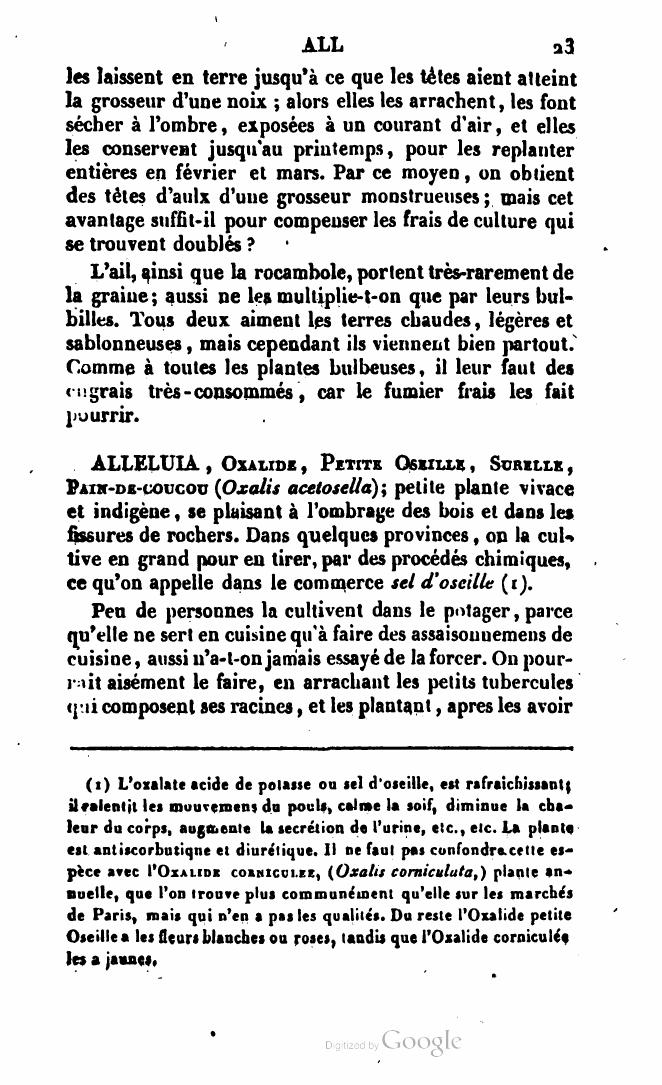 ALL 23
les laissent en terre jusqu'à ce que les têtes aient atteint
la grosseur d'une noix ; alors elles les arrachent, les font
sécher à l'ombre, exposées à un courant d'air, et elles
les conservent jusqu'au printemps, pour les replanter
entières en février et mars. Par ce moyen, on obtient
des têtes d'aulx d'une grosseur monstrueuses ; mais cet
avantage suffit-il pour compenser les frais de culture qui
se trouvent doublés ?
L'ail, ainsi que la rocambole, portent très-rarement de
la graine ; aussi ne les multiplie-t-on que par leurs bul-
billes. Tous deux aiment les terres chaudes, légères et
sablonneuses, mais cependant ils viennent bien partout.
Comme à toutes les plantes bulbeuses, il leur faut des
engrais très-consommés, car le fumier frais les fait
pourrir.
ALLELUIA, OXALIDE, PETITE OSEILLE, SURELLE,
PAIN-DE-COUCOU (Oxalis acetosella); petite plante vivace
et indigène, se plaisant à l'ombrage des bois et dans les
fissures de rochers. Dans quelques provinces, on la cul-
tive en grand pour en tirer, par des procédés chimiques,
ce qu'on appelle dans le commerce sel d'oseille (1).
Peu de personnes la cultivent dans le potager, parce
qu'elle ne sert en cuisine qu'à faire des assaisonnemens de
cuisine, aussi n'a-t-on jamais essayé de la forcer. On pour-
rait aisément le faire, en arrachant les petits tubercules
qui composent ses racines, et les plantant, apres les avoir
(1) L'oxalate acide de potasse ou sel d'oseille, est rafraichissant;
il ralentit les mouvemens du pouls, calme la soif, diminue la cha-
leur du corps, augmente la secrétion de l'urine, etc., etc. La plante
est antiscorbutique et diurétique. Il ne faut pas confondre cette es-
pèce avec l'OXALIDE CORNICULEE, (Oxalis corniculata,) plante an-
nuelle, que l'on trouve plus communément qu'elle sur les marchés
de Paris, mais qui n'en a pas les qualités. Du reste l'Oxalide petite
Oseille a les fleurs blanches ou roses, tandis que l'Oxalide corniculée
les a jaunes.
Digitized by Google